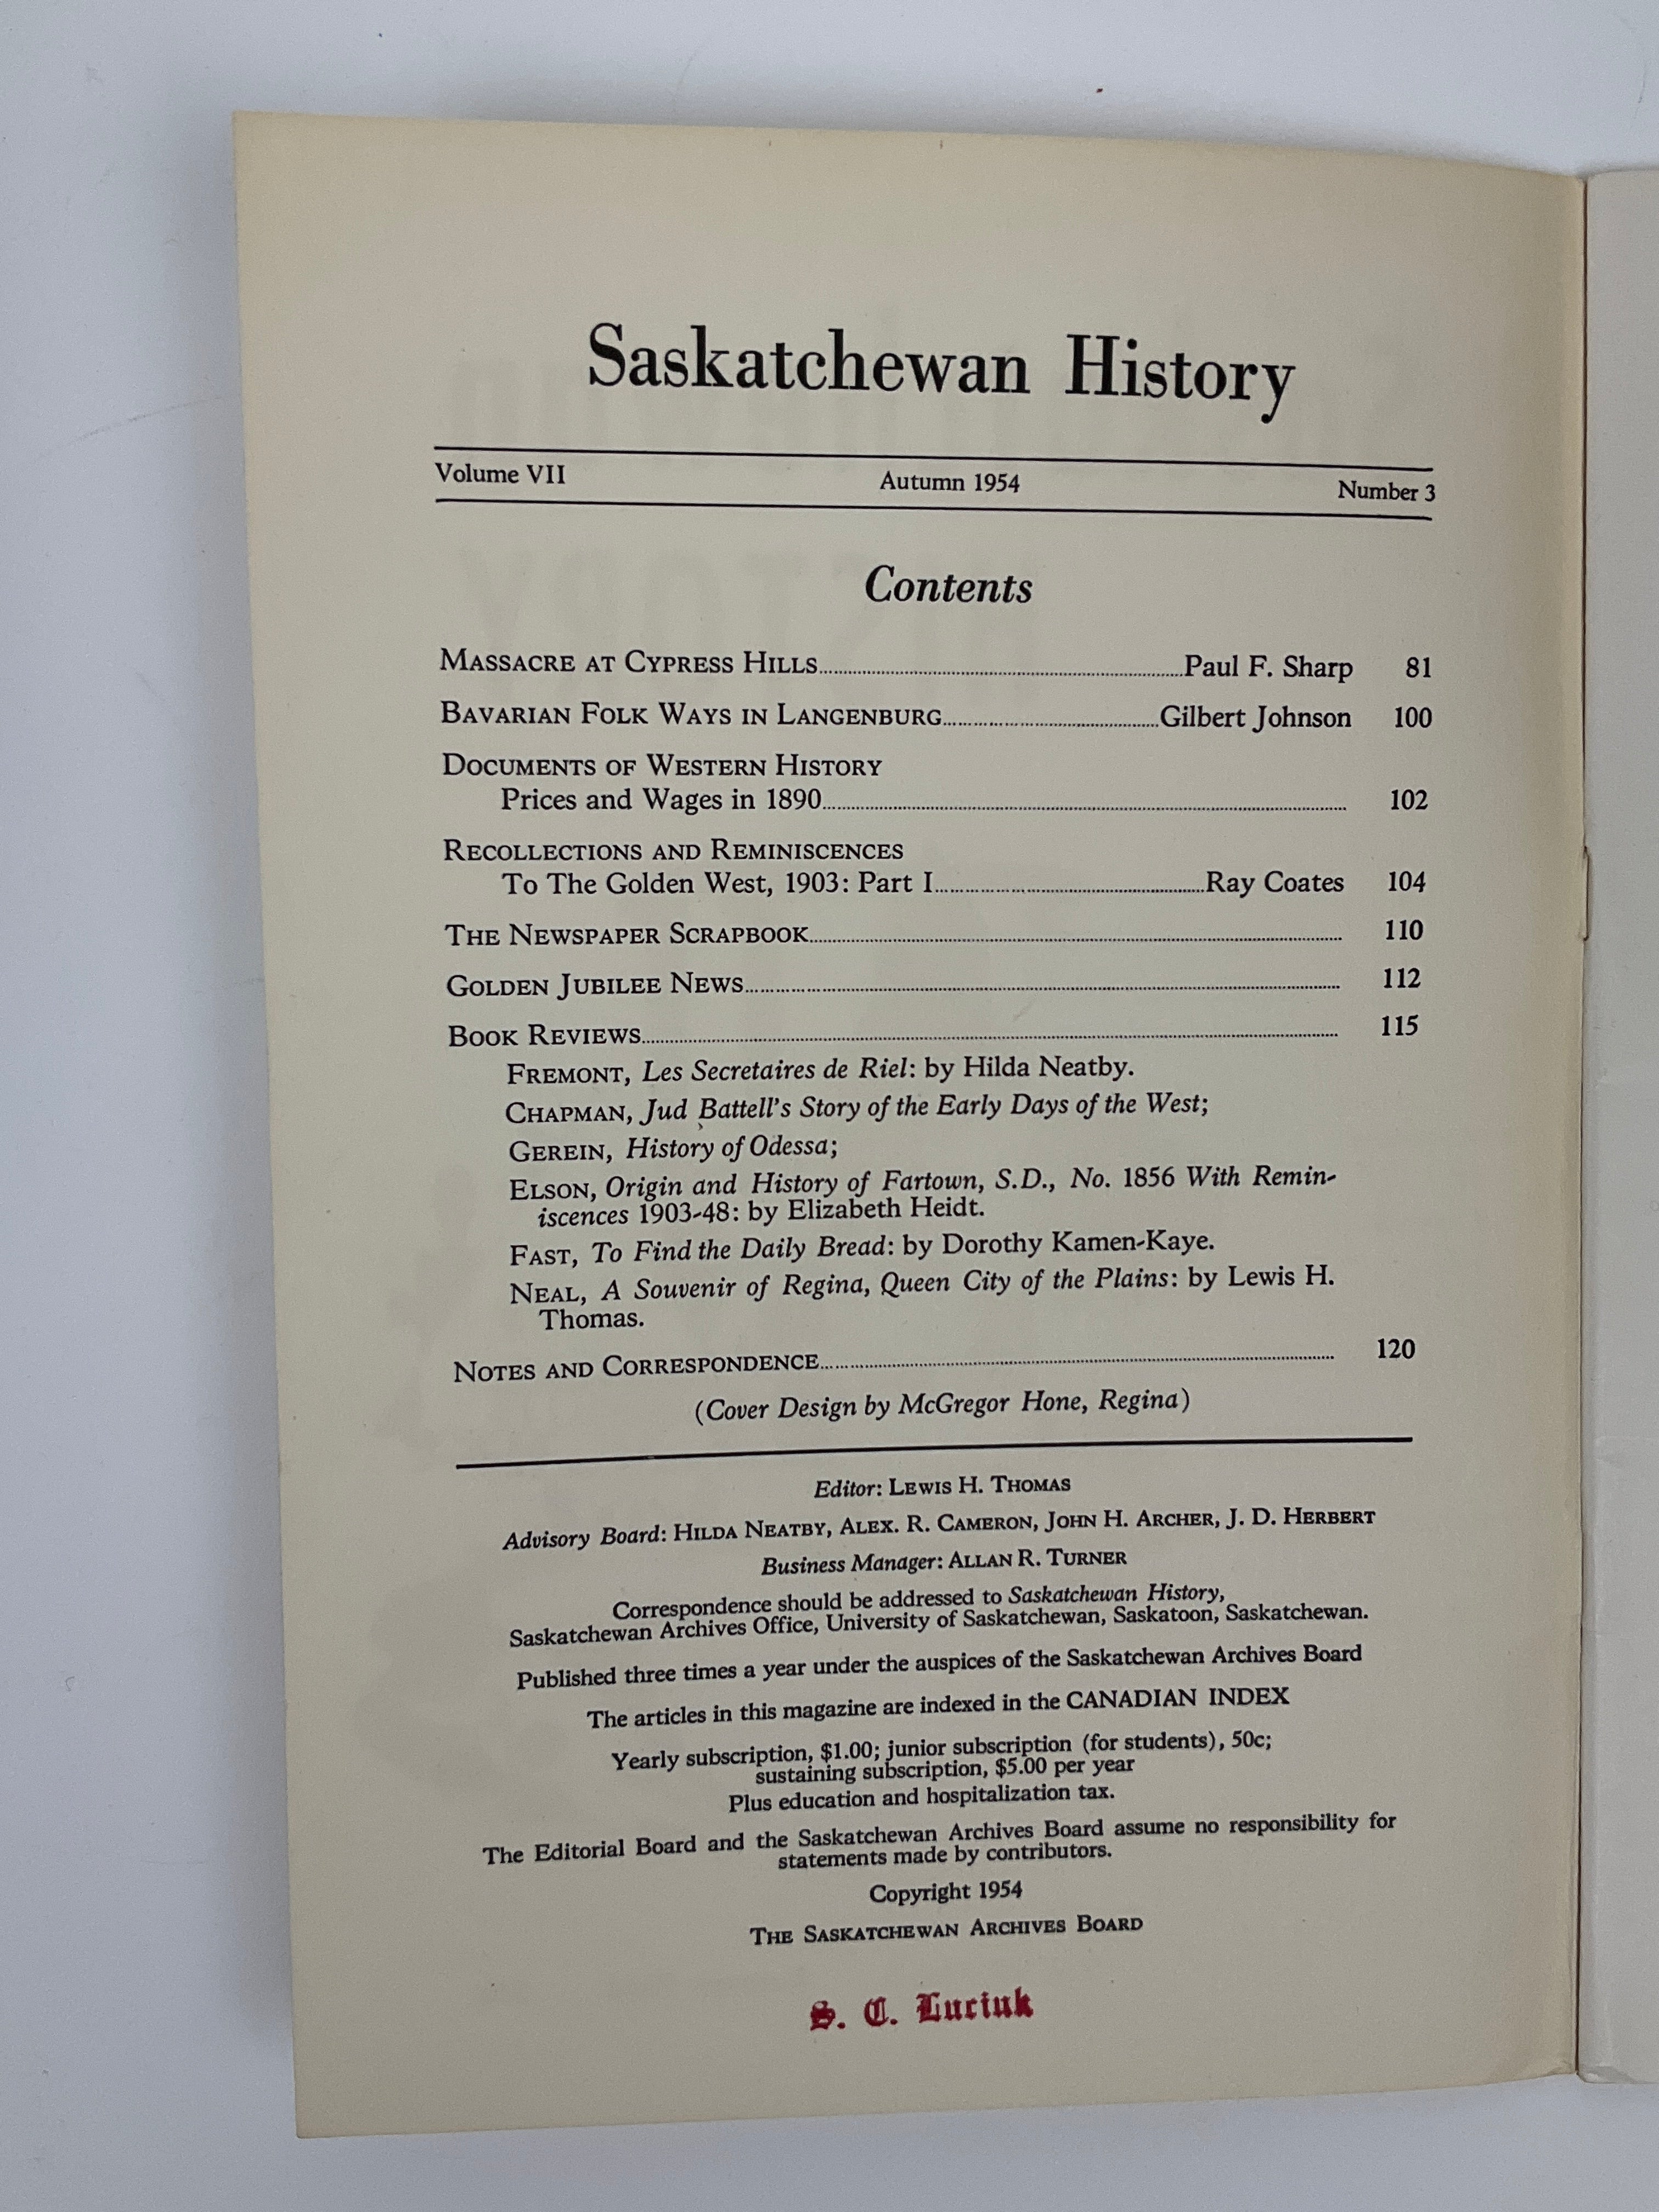 Saskatchewan History
Volume VII Autumn 1954 Number 3
Contents
MASSACRE AT CYPRESS HILLS Paul F. Sharp 81
BAVARIAN FOLK WAYS IN LANGENBURG Gilbert Johnson 100
DOCUMENTS OF WESTERN HISTORY
Prices and Wages in 1890 102
RECOLLECTIONS AND REMINISCENCES
To The Golden West, 1903: Part I Ray Coates 104
THE NEWSPAPER SCRAPBOOK 110
GOLDEN JUBILEE NEWS 112
BOOK REVIEWS 115
FREMONT, Les Secretaires de Riel: by Hilda Neatby.
CHAPMAN, Jud Battell's Story of the Early Days of the West;
GEREIN, History of Odessa;
ELSON, Origin and History of Fartown, S.D., No. 1856 With Remin-
iscences 1903-48: by Elizabeth Heidt.
FAST, To Find the Daily Bread: by Dorothy Kamen-Kaye.
NEAL, A Souvenir of Regina, Queen City of the Plains: by Lewis H.
Thomas.
NOTES AND CORRESPONDENCE 120
(Cover Design by McGregor Hone, Regina)
Editor: LEWIS H. THOMAS
Advisory Board: HILDA NEATBY, ALEX. R. CAMERON, JOHN H. ARCHER, J. D. HERBERT
Business Manager: ALLAN R. TURNER
Correspondence should be addressed to Saskatchewan History,
Saskatchewan Archives Office, University of Saskatchewan, Saskatoon, Saskatchewan.
Published three times a year under the auspices of the Saskatchewan Archives Board
The articles in this magazine are indexed in the CANADIAN INDEX
Yearly subscription, $1.00; junior subscription (for students), 50c;
sustaining subscription, $5.00 per year
Plus education and hospitalization tax.
The Editorial Board and the Saskatchewan Archives Board assume no responsibility for
statements made by contributors.
Copyright 1954
THE SASKATCHEWAN ARCHIVES BOARD
S. C. Luciuk